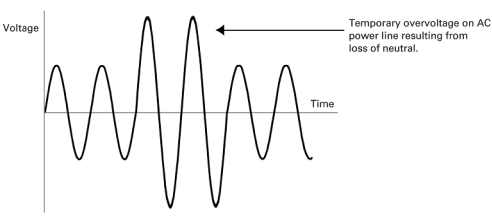 Voltage
Temporary overvoltage on AC
power line resulting from
loss of neutral.
Time